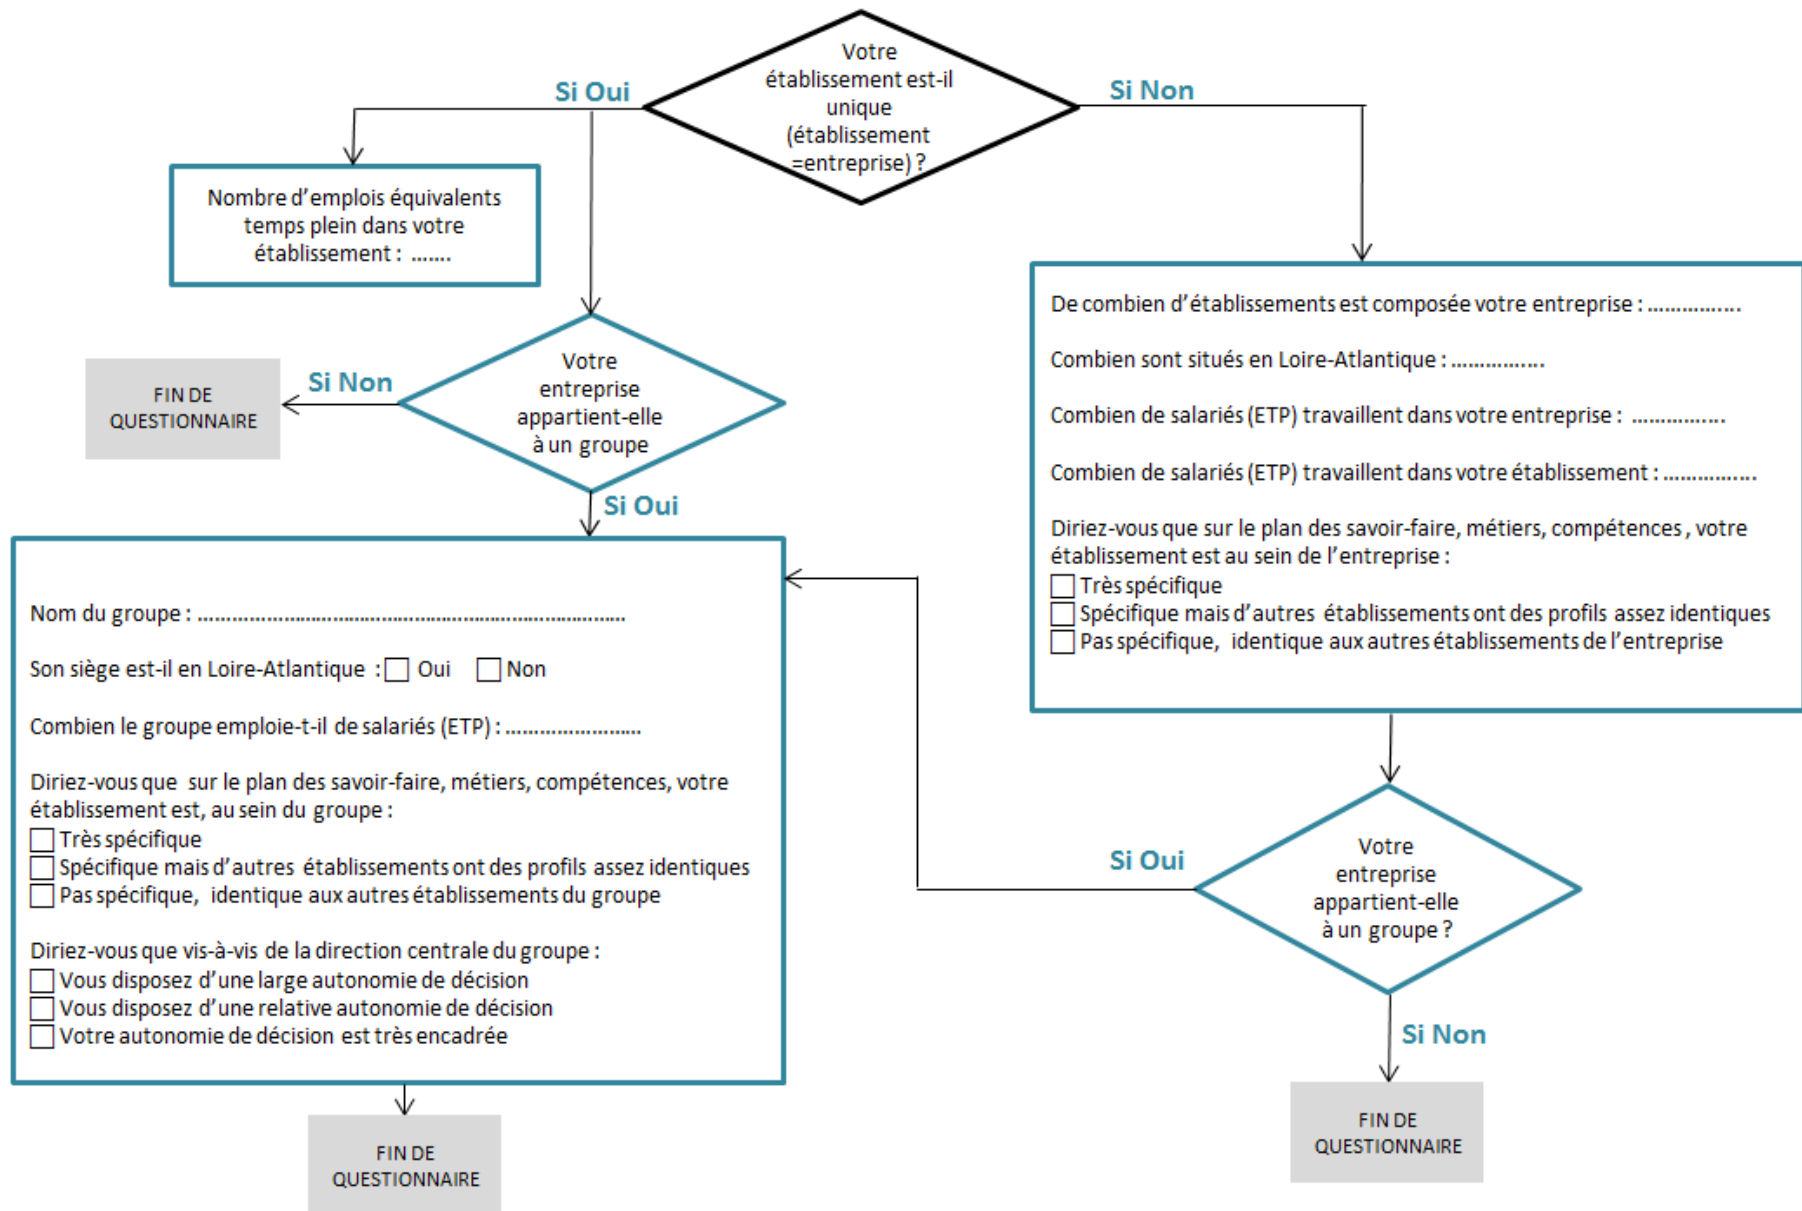 Votre
établissement est-il
unique
(établissement
=entreprise) ?
Si Oui
Si Non
Nombre d'emplois équivalents
temps plein dans votre
établissement : .......
Votre
entreprise
appartient-elle
à un groupe
Si Non
FIN DE
QUESTIONNAIRE
Si Oui
Nom du groupe : ..............................................................................
Son siège est-il en Loire-Atlantique : ☐ Oui ☐ Non
Combien le groupe emploie-t-il de salariés (ETP) : ........................
Diriez-vous que sur le plan des savoir-faire, métiers, compétences, votre
établissement est, au sein du groupe :
☐ Très spécifique
☐ Spécifique mais d'autres établissements ont des profils assez identiques
☐ Pas spécifique, identique aux autres établissements du groupe
Diriez-vous que vis-à-vis de la direction centrale du groupe :
☐ Vous disposez d'une large autonomie de décision
☐ Vous disposez d'une relative autonomie de décision
☐ Votre autonomie de décision est très encadrée
FIN DE
QUESTIONNAIRE
De combien d'établissements est composée votre entreprise : ................
Combien sont situés en Loire-Atlantique : ................
Combien de salariés (ETP) travaillent dans votre entreprise : ................
Combien de salariés (ETP) travaillent dans votre établissement : ................
Diriez-vous que sur le plan des savoir-faire, métiers, compétences , votre
établissement est au sein de l'entreprise :
☐ Très spécifique
☐ Spécifique mais d'autres établissements ont des profils assez identiques
☐ Pas spécifique, identique aux autres établissements de l'entreprise
Votre
entreprise
appartient-elle
à un groupe ?
Si Oui
Si Non
FIN DE
QUESTIONNAIRE